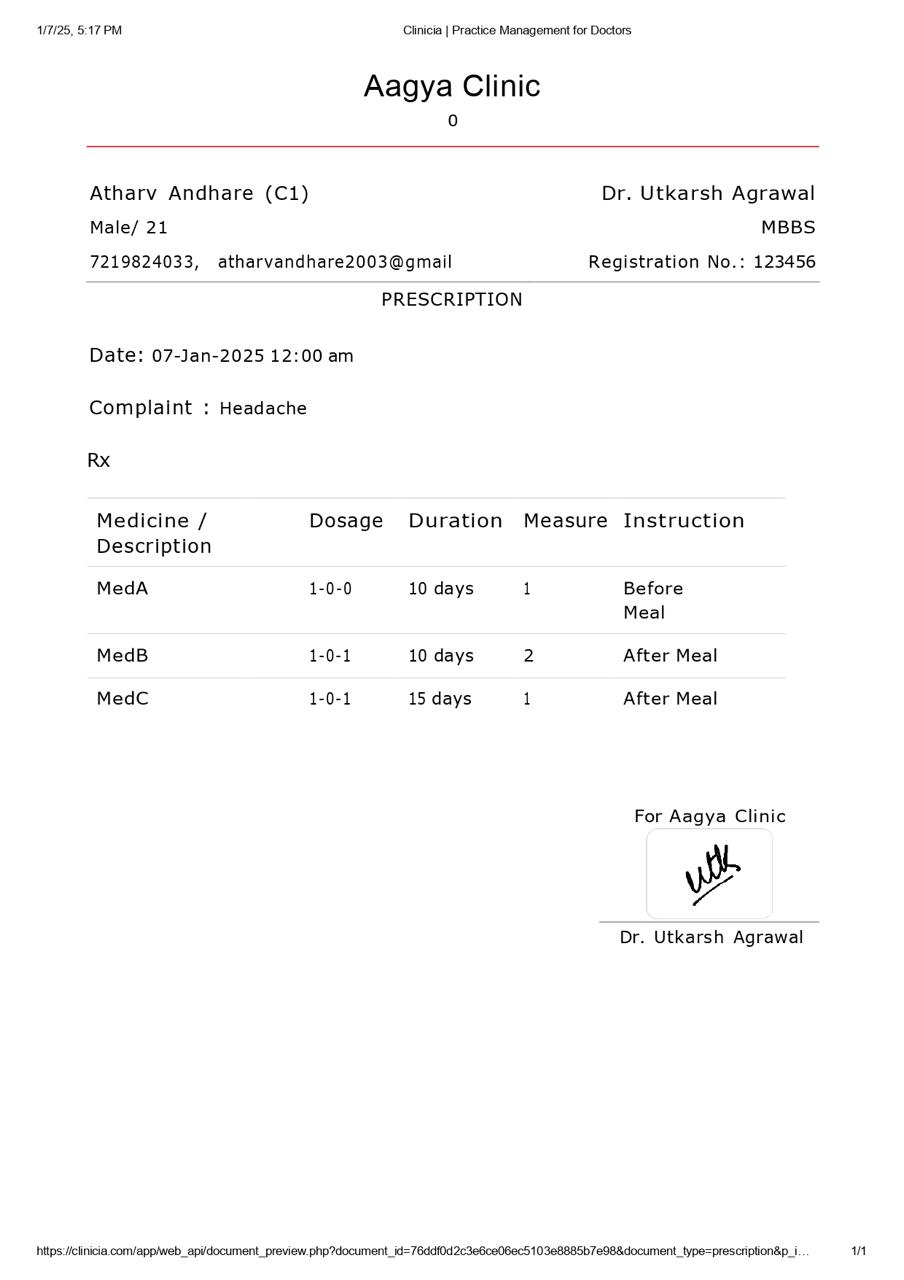 1/7/25, 5:17 PM Clinicia | Practice Management for Doctors
Aagya Clinic
0
Atharv Andhare (C1) Dr. Utkarsh Agrawal
Male/ 21 MBBS
7219824033, atharvandhare2003@gmail Registration No.: 123456
PRESCRIPTION
Date: 07-Jan-2025 12:00 am
Complaint : Headache
Rx
Medicine / Dosage Duration Measure Instruction
Description
MedA 1-0-0 10 days 1 Before
Meal
MedB 1-0-1 10 days 2 After Meal
MedC 1-0-1 15 days 1 After Meal
For Aagya Clinic
utk
Dr. Utkarsh Agrawal
https://clinicia.com/app/web_api/document_preview.php?document_id=76ddf0d2c3e6ce06ec5103e8885b7e98&document_type=prescription&p_i… 1/1